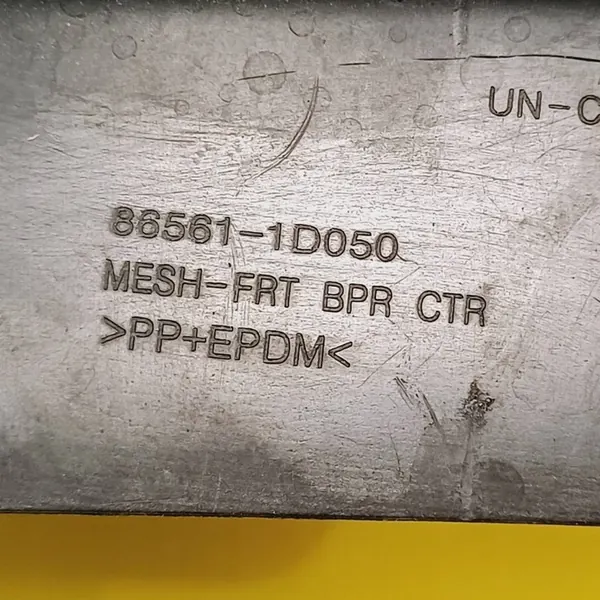 UN-C
86561-1D050
MESH-FRT BPR CTR
>PP+EPDM<